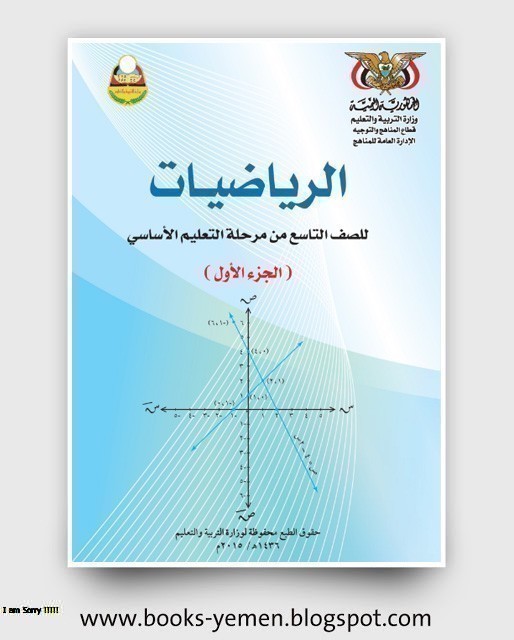 الجمهورية اليمنية
وزارة التربية والتعليم
قطاع المناهج والتوجيه
الإدارة العامة للمناهج
الرياضيات
للصف التاسع من مرحلة التعليم الأساسي
( الجزء الأول )
حقوق الطبع محفوظة لوزارة التربية والتعليم
١٤٣٦هـ/ ٢٠١٥م
I am Sorry !!!!!
www.books-yemen.blogspot.com